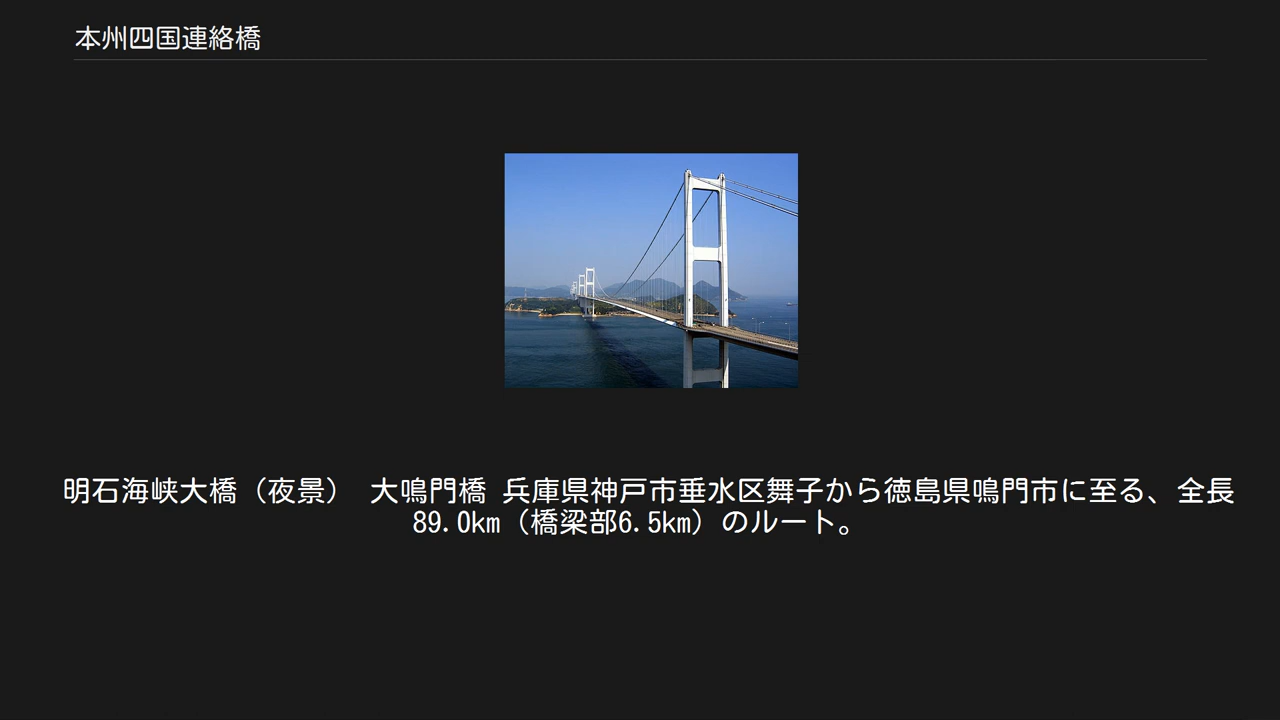 本州四国連絡橋
明石海峡大橋（夜景） 大鳴門橋 兵庫県神戸市垂水区舞子から徳島県鳴門市に至る、全長
89.0km（橋梁部6.5km）のルート。